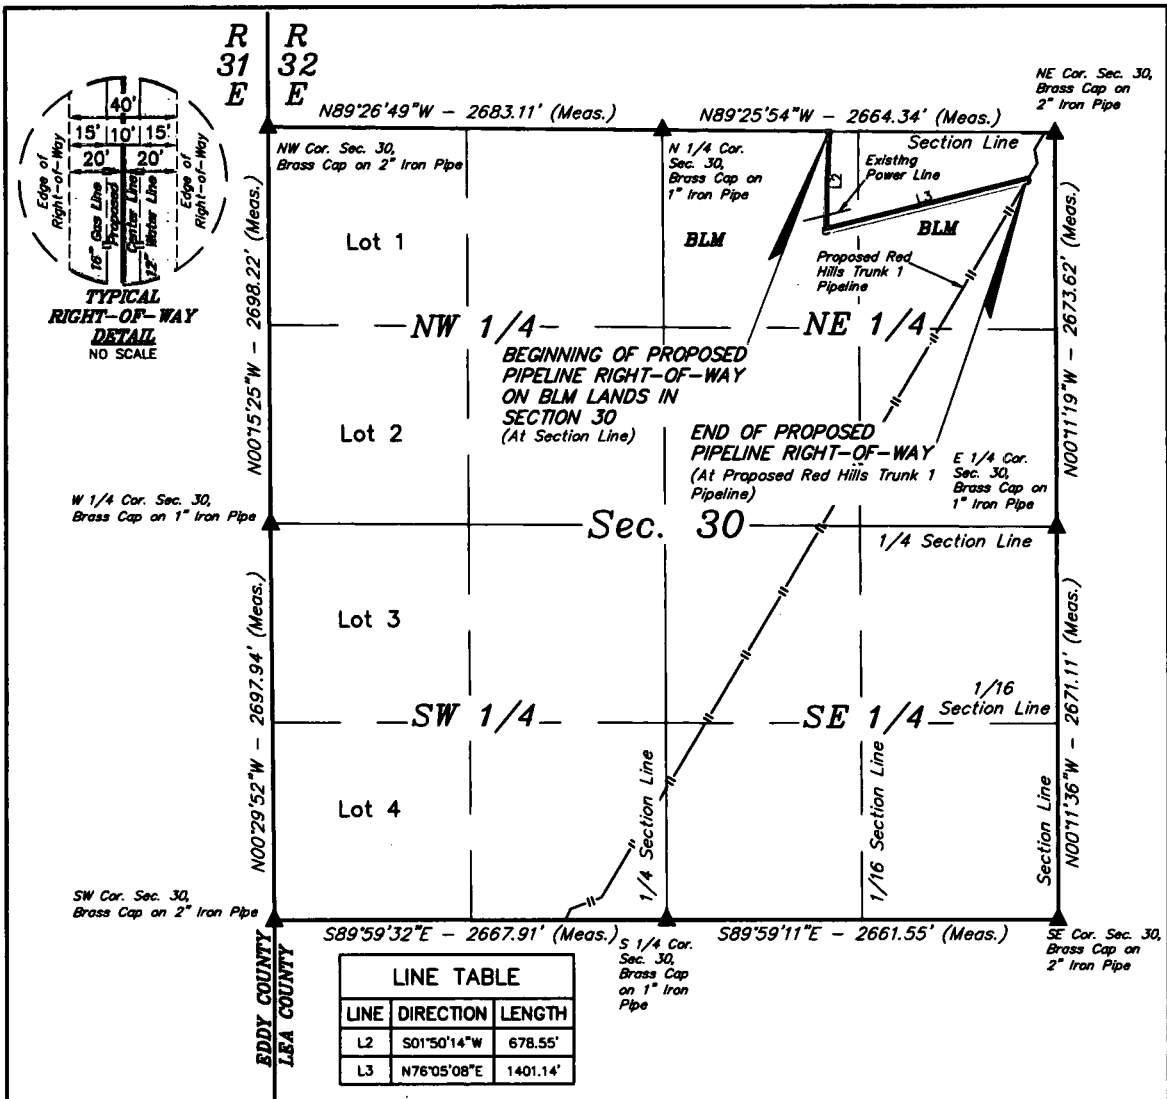 R R
31 32
E E
40'
15' 10' 15'
20' 20'
Edge of
Right-of-Way
16" Gas Line
Proposed
Center Line
12" Water Line
Edge of
Right-of-Way
TYPICAL
RIGHT-OF-WAY
DETAIL
NO SCALE
N89°26'49"W - 2683.11' (Meas.)
N89°25'54"W - 2664.34' (Meas.)
Section Line
NE Cor. Sec. 30,
Brass Cap on
2" Iron Pipe
NW Cor. Sec. 30,
Brass Cap on 2" Iron Pipe
N 1/4 Cor.
Sec. 30,
Brass Cap on
1" Iron Pipe
Existing
Power Line
L2
L3
BLM
BLM
Lot 1
Proposed Red
Hills Trunk 1
Pipeline
N00°15'25"W - 2698.22' (Meas.)
N00°11'19"W - 2673.62' (Meas.)
NW 1/4
NE 1/4
BEGINNING OF PROPOSED
PIPELINE RIGHT-OF-WAY
ON BLM LANDS IN
SECTION 30
(At Section Line)
Lot 2
END OF PROPOSED
PIPELINE RIGHT-OF-WAY
(At Proposed Red Hills Trunk 1
Pipeline)
E 1/4 Cor.
Sec. 30,
Brass Cap on
1" Iron Pipe
W 1/4 Cor. Sec. 30,
Brass Cap on 1" Iron Pipe
Sec. 30
1/4 Section Line
Lot 3
N00°29'52"W - 2697.94' (Meas.)
N00°11'36"W - 2671.11' (Meas.)
SW 1/4
SE 1/4
1/16
Section Line
Lot 4
1/4 Section Line
1/16 Section Line
Section Line
SW Cor. Sec. 30,
Brass Cap on 2" Iron Pipe
S89°59'32"E - 2667.91' (Meas.)
S 1/4 Cor.
Sec. 30,
Brass Cap
on 1" Iron
Pipe
S89°59'11"E - 2661.55' (Meas.)
SE Cor. Sec. 30,
Brass Cap on
2" Iron Pipe
EDDY COUNTY
LEA COUNTY
LINE TABLE
LINE DIRECTION LENGTH
L2 S01°50'14"W 678.55'
L3 N76°05'08"E 1401.14'